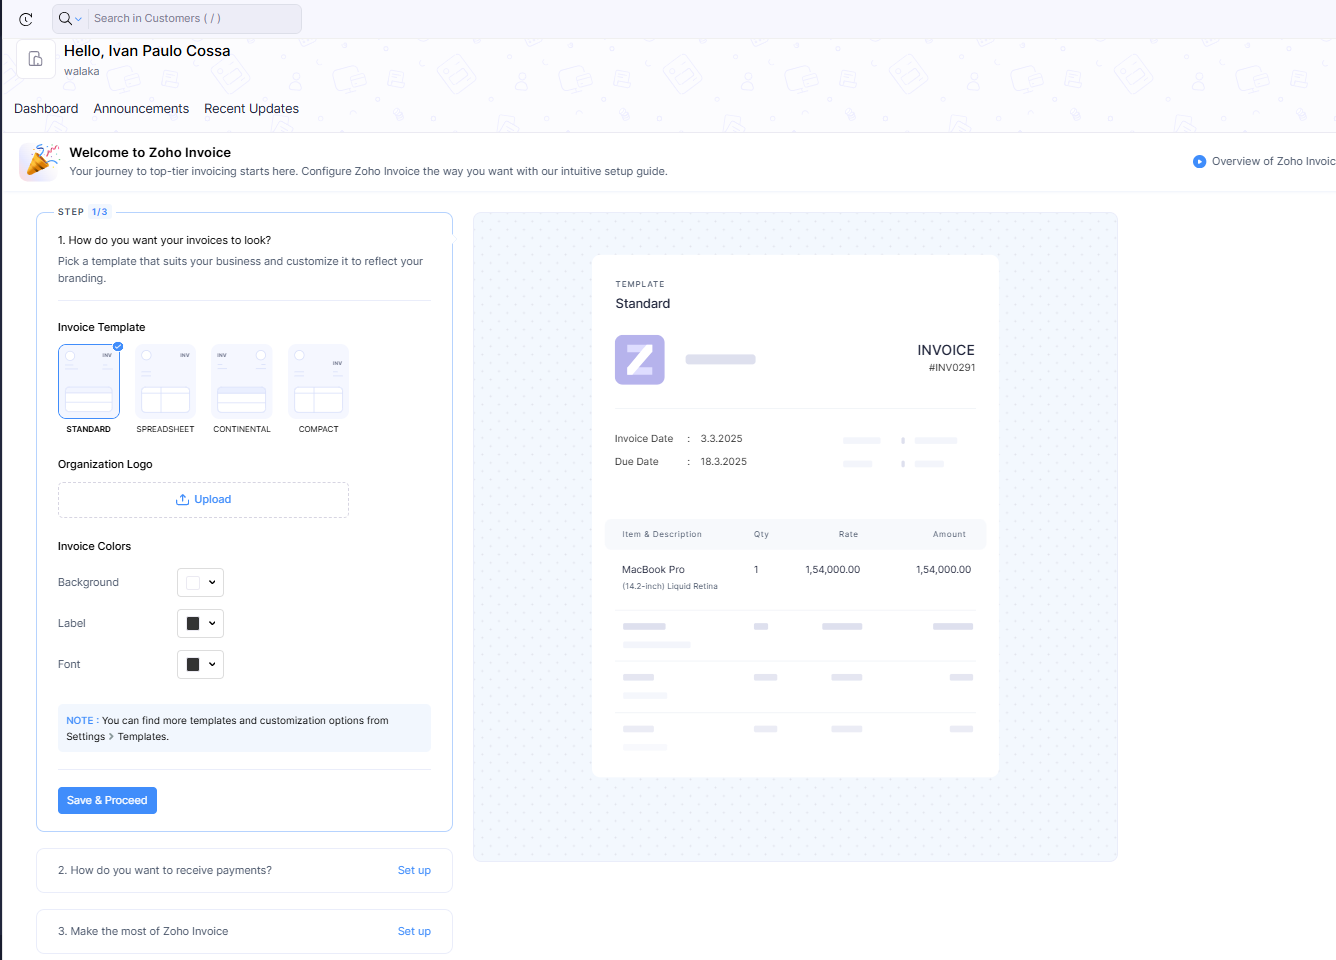 Search in Customers ( / )
Hello, Ivan Paulo Cossa
walaka
Dashboard Announcements Recent Updates
Welcome to Zoho Invoice
Your journey to top-tier invoicing starts here. Configure Zoho Invoice the way you want with our intuitive setup guide.
Overview of Zoho Invoic
STEP 1/3
1. How do you want your invoices to look?
Pick a template that suits your business and customize it to reflect your
branding.
Invoice Template
INV INV INV INV
STANDARD SPREADSHEET CONTINENTAL COMPACT
Organization Logo
Upload
Invoice Colors
Background
Label
Font
NOTE : You can find more templates and customization options from
Settings > Templates.
Save & Proceed
2. How do you want to receive payments? Set up
3. Make the most of Zoho Invoice Set up
TEMPLATE
Standard
Z
INVOICE
#INV0291
Invoice Date : 3.3.2025
Due Date : 18.3.2025
Item & Description Qty Rate Amount
MacBook Pro 1 1,54,000.00 1,54,000.00
(14.2-inch) Liquid Retina